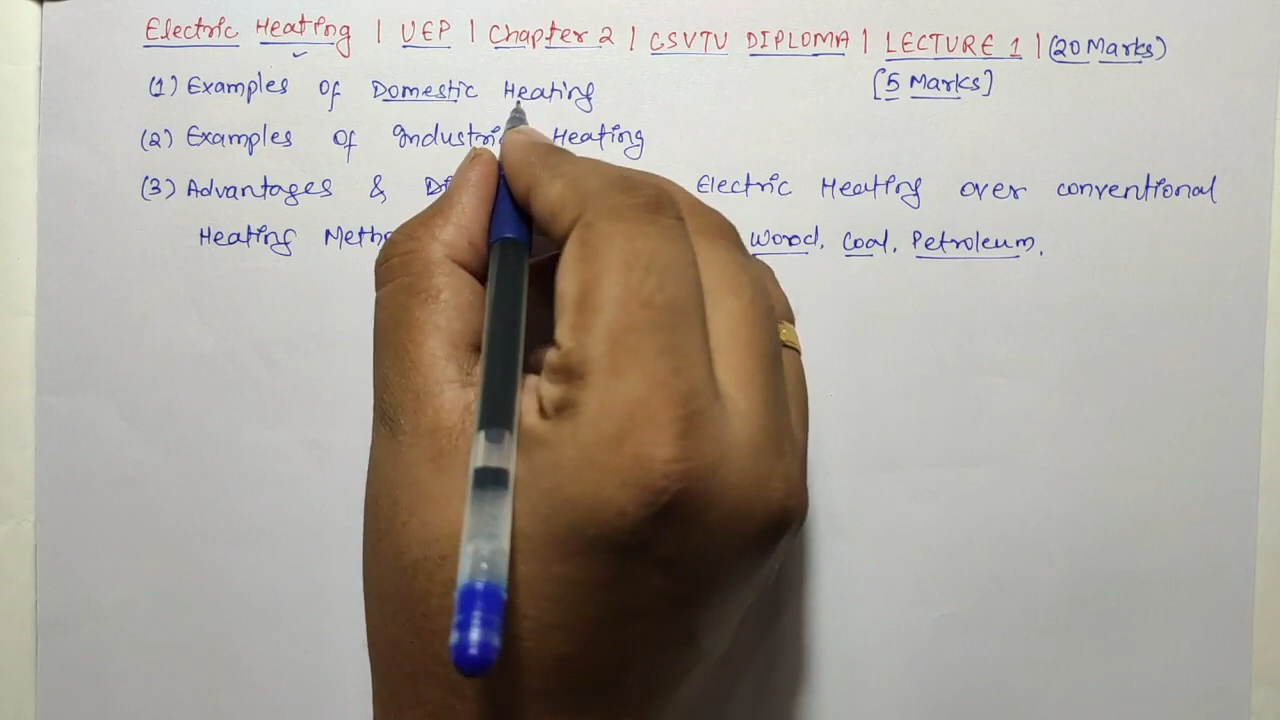 Electric Heating | UEP | Chapter 2 | CSVTU DIPLOMA | LECTURE 1 | (20 Marks)
[5 Marks]
(1) Examples of Domestic Heating
(2) Examples of Heating
(3) Advantages & Electric Heating over conventional
Heating Wood, Coal, Petroleum.